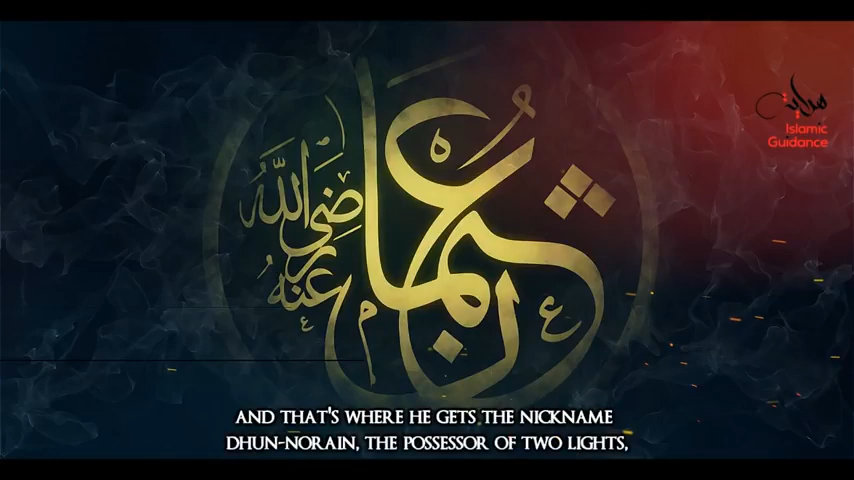 هداية
Islamic
Guidance
عثمان
رضي الله
عنه
AND THAT'S WHERE HE GETS THE NICKNAME
DHUN-NORAIN, THE POSSESSOR OF TWO LIGHTS,